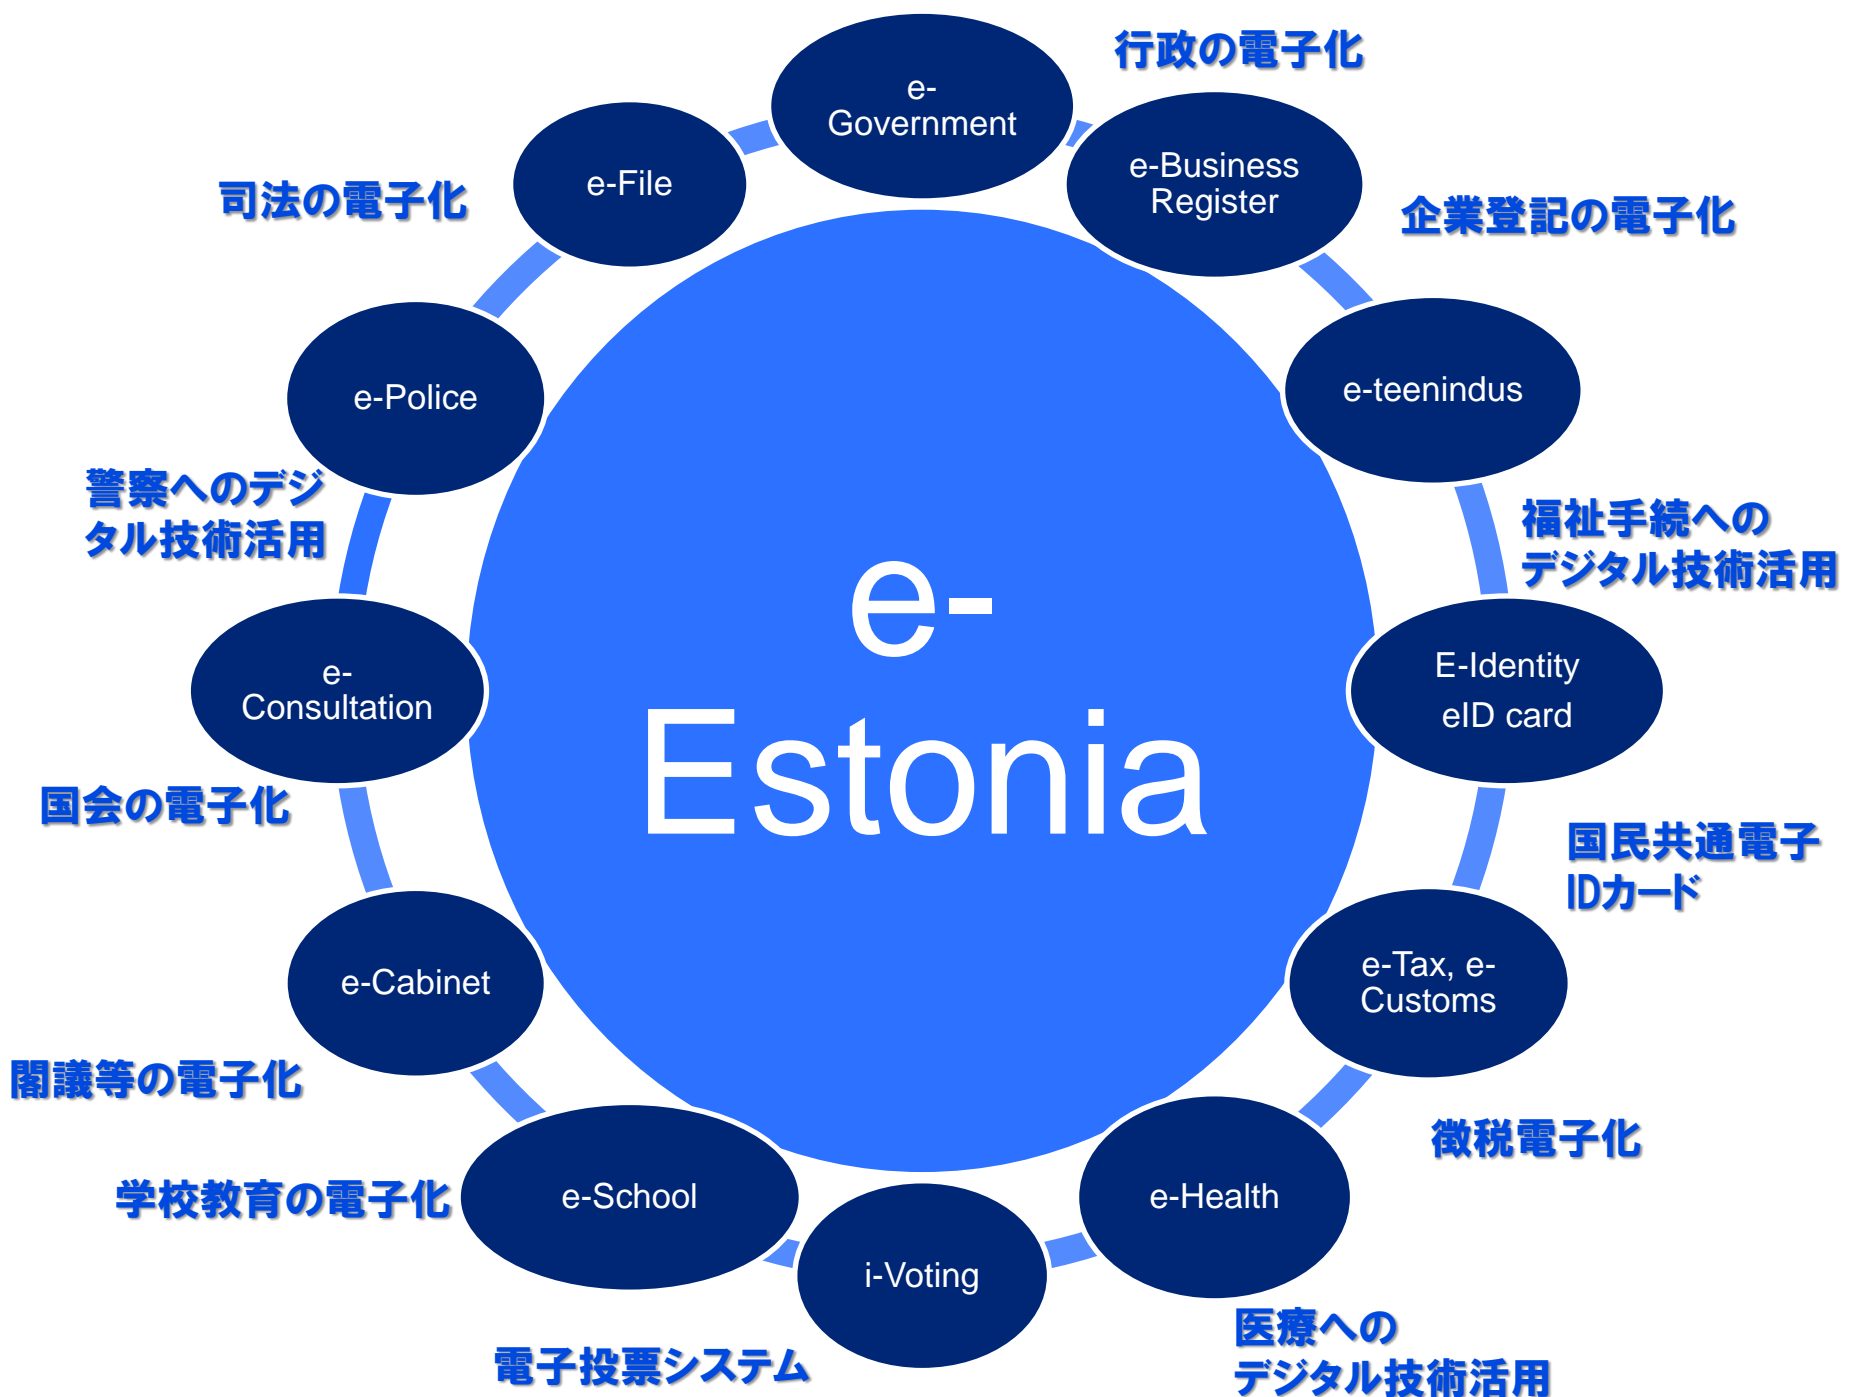 e-
Government
行政の電子化
e-Business
Register
企業登記の電子化
e-teenindus
福祉手続への
デジタル技術活用
E-Identity
eID card
国民共通電子
IDカード
e-Tax, e-
Customs
徴税電子化
e-Health
医療への
デジタル技術活用
i-Voting
電子投票システム
e-School
学校教育の電子化
e-Cabinet
閣議等の電子化
e-
Consultation
国会の電子化
e-Police
警察へのデジ
タル技術活用
e-File
司法の電子化
e-
Estonia